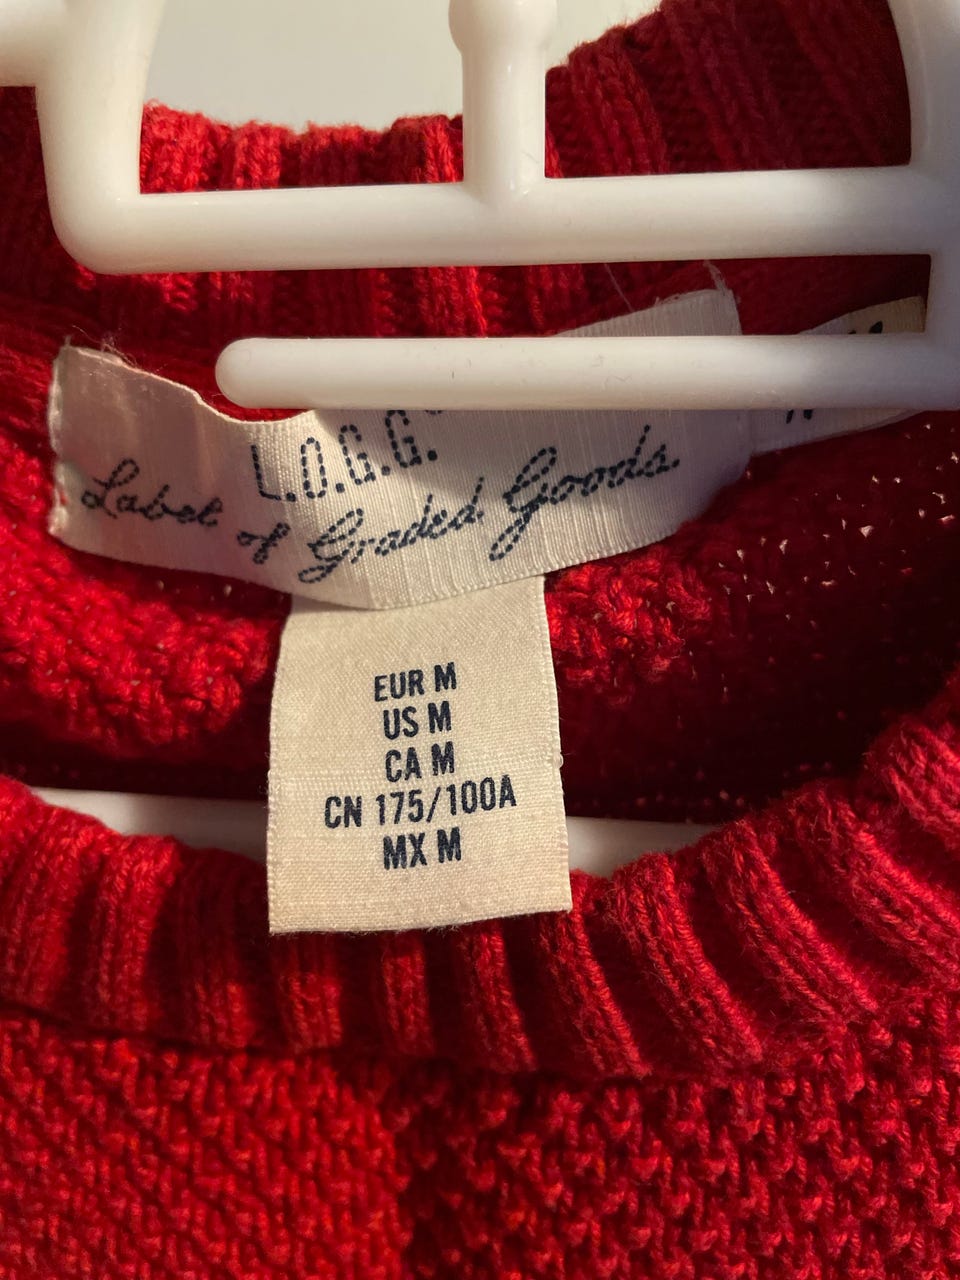 L.O.G.G.
Label of Graded Goods.
EUR M
US M
CA M
CN 175/100A
MX M